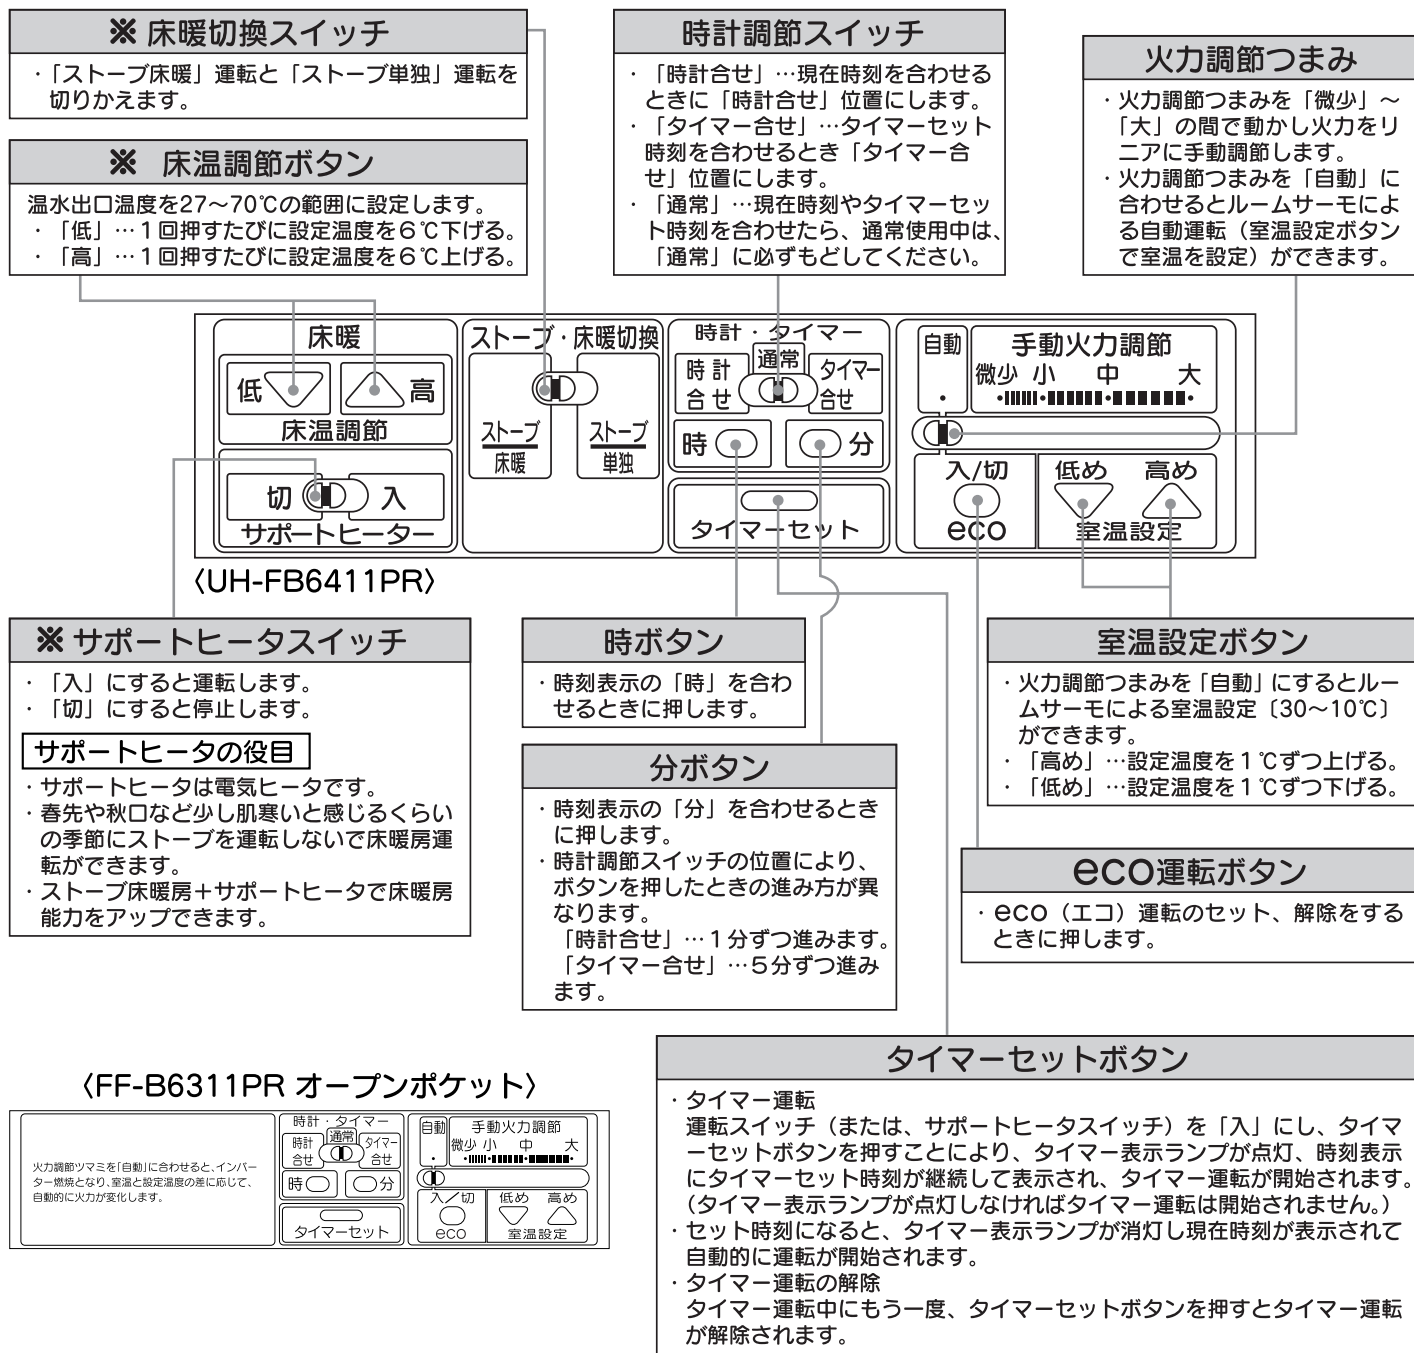 ※ 床暖切換スイッチ
・「ストーブ床暖」運転と「ストーブ単独」運転を
切りかえます。
※ 床温調節ボタン
温水出口温度を27〜70℃の範囲に設定します。
・「低」…1回押すたびに設定温度を6℃下げる。
・「高」…1回押すたびに設定温度を6℃上げる。
時計調節スイッチ
・「時計合せ」…現在時刻を合わせる
ときに「時計合せ」位置にします。
・「タイマー合せ」…タイマーセット
時刻を合わせるとき「タイマー合
せ」位置にします。
・「通常」…現在時刻やタイマーセッ
ト時刻を合わせたら、通常使用中は、
「通常」に必ずもどしてください。
火力調節つまみ
・火力調節つまみを「微少」〜
「大」の間で動かし火力をリ
ニアに手動調節します。
・火力調節つまみを「自動」に
合わせるとルームサーモによ
る自動運転（室温設定ボタン
で室温を設定）ができます。
床暖
低 高
床温調節
切 入
サポートヒーター
ストーブ・床暖切換
ストーブ
床暖
ストーブ
単独
時計・タイマー
時計
合せ
通常
タイマー
合せ
時 分
タイマーセット
自動
手動火力調節
微少 小 中 大
入/切
eco
低め 高め
室温設定
〈UH-FB6411PR〉
※ サポートヒータスイッチ
・「入」にすると運転します。
・「切」にすると停止します。
サポートヒータの役目
・サポートヒータは電気ヒータです。
・春先や秋口など少し肌寒いと感じるくらい
の季節にストーブを運転しないで床暖房運
転ができます。
・ストーブ床暖房＋サポートヒータで床暖房
能力をアップできます。
時ボタン
・時刻表示の「時」を合わ
せるときに押します。
分ボタン
・時刻表示の「分」を合わせるとき
に押します。
・時計調節スイッチの位置により、
ボタンを押したときの進み方が異
なります。
「時計合せ」…1分ずつ進みます。
「タイマー合せ」…5分ずつ進み
ます。
室温設定ボタン
・火力調節つまみを「自動」にするとルー
ムサーモによる室温設定〔30〜10℃〕
ができます。
・「高め」…設定温度を1℃ずつ上げる。
・「低め」…設定温度を1℃ずつ下げる。
eco運転ボタン
・eco（エコ）運転のセット、解除をする
ときに押します。
タイマーセットボタン
・タイマー運転
運転スイッチ（または、サポートヒータスイッチ）を「入」にし、タイマ
ーセットボタンを押すことにより、タイマー表示ランプが点灯、時刻表示
にタイマーセット時刻が継続して表示され、タイマー運転が開始されます。
（タイマー表示ランプが点灯しなければタイマー運転は開始されません。）
・セット時刻になると、タイマー表示ランプが消灯し現在時刻が表示されて
自動的に運転が開始されます。
・タイマー運転の解除
タイマー運転中にもう一度、タイマーセットボタンを押すとタイマー運転
が解除されます。
〈FF-B6311PR オープンポケット〉
火力調節ツマミを「自動」に合わせると、インバー
ター燃焼となり、室温と設定温度の差に応じて、
自動的に火力が変化します。
時計・タイマー
時計
合せ
通常
タイマー
合せ
時 分
タイマーセット
自動
手動火力調節
微少 小 中 大
入／切
eco
低め 高め
室温設定